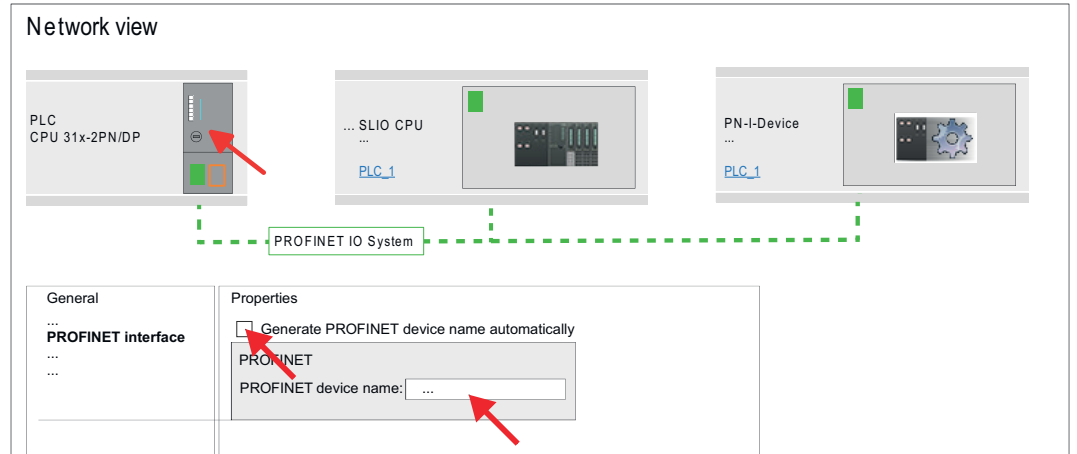 Network view
PLC
CPU 31x-2PN/DP
... SLIO CPU
...
PLC_1
PN-I-Device
...
PLC_1
PROFINET IO System
General
...
PROFINET interface
...
...
Properties
Generate PROFINET device name automatically
PROFINET
PROFINET device name:
...